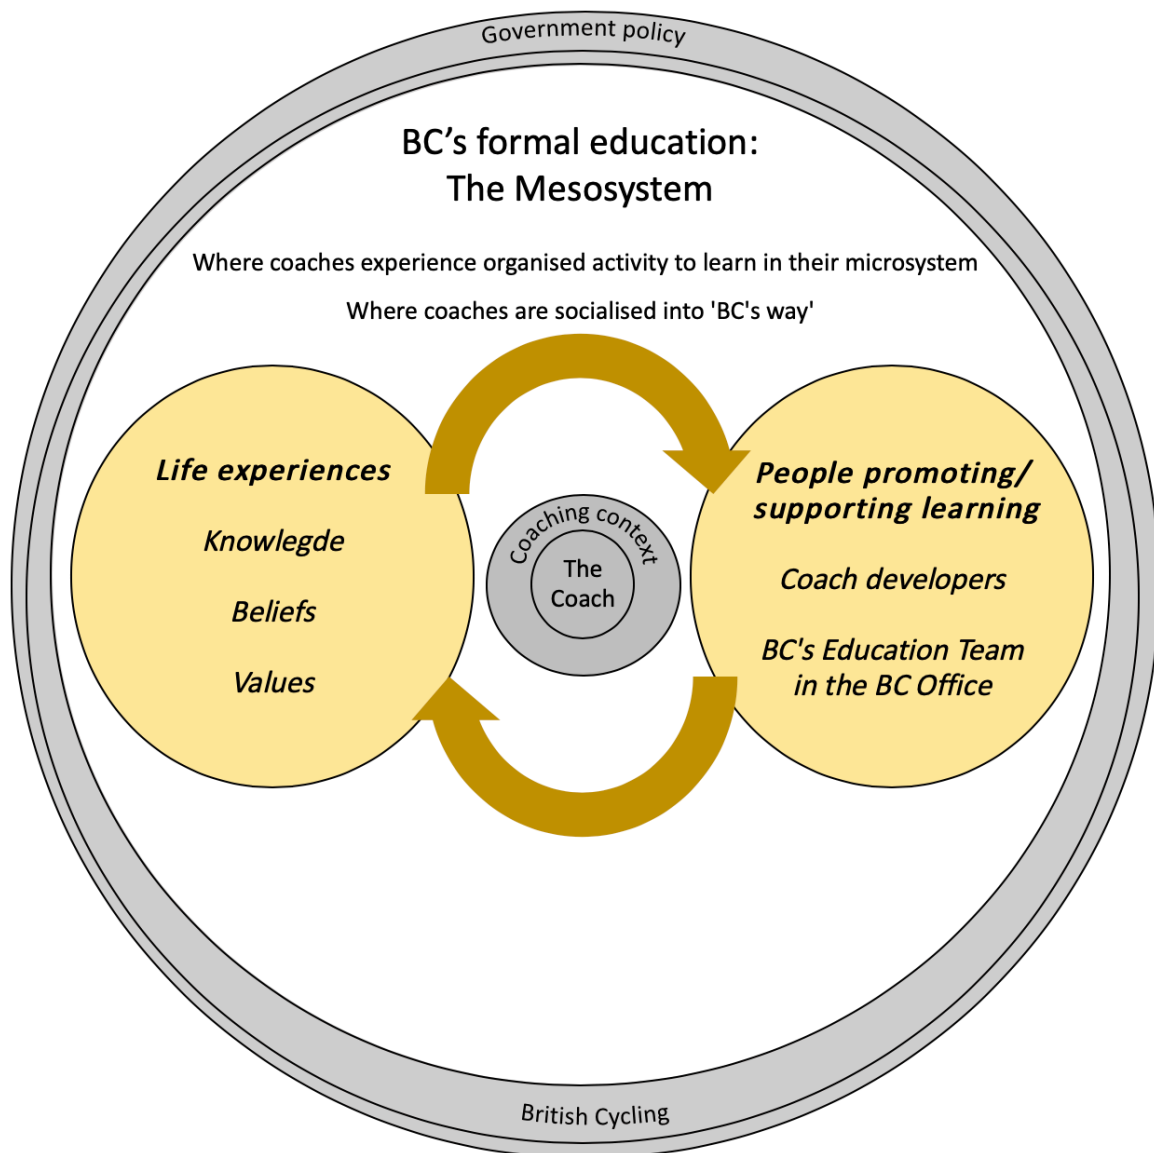 Government policy
BC’s formal education:
The Mesosystem
Where coaches experience organised activity to learn in their microsystem
Where coaches are socialised into 'BC's way'
Life experiences
Knowlegde
Beliefs
Values
Coaching context
The
Coach
People promoting/
supporting learning
Coach developers
BC's Education Team
in the BC Office
British Cycling